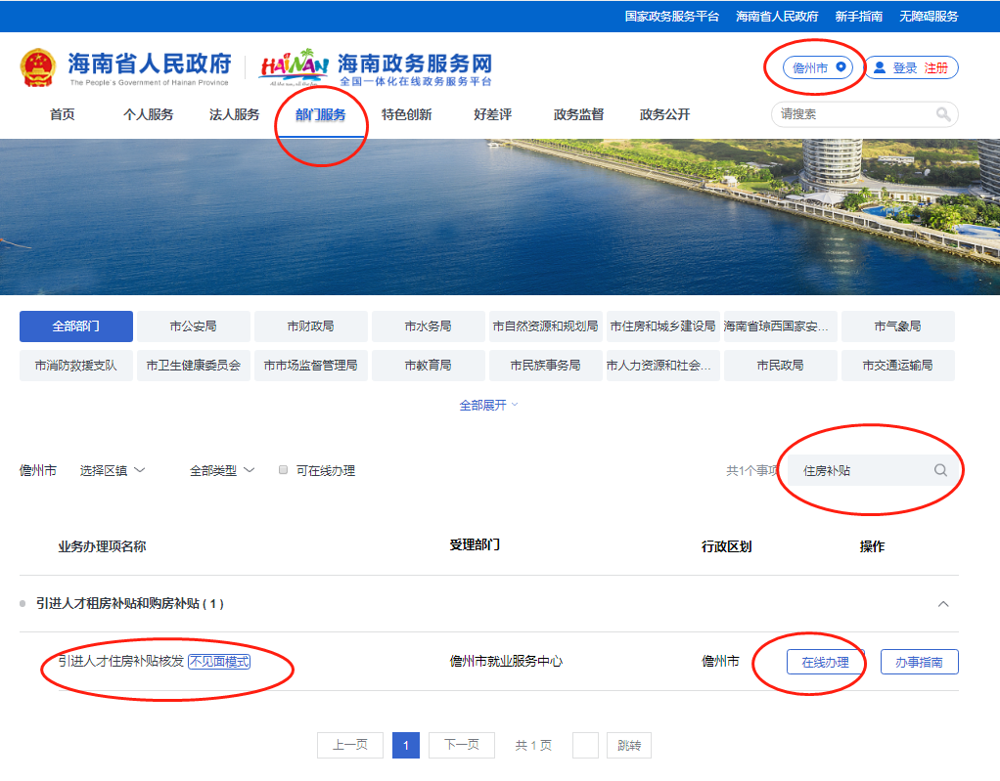 国家政务服务平台 海南省人民政府 新手指南 无障碍服务
海南省人民政府 HAINAN 海南政务服务网 儋州市 登录 注册
The People's Government of Hainan Province 全国一体化在线政务服务平台
首页 个人服务 法人服务 部门服务 特色创新 好差评 政务监督 政务公开 请搜索
全部部门 市公安局 市财政局 市水务局 市自然资源和规划局 市住房和城乡建设局 海南省琼西国家安... 市气象局
市消防救援支队 市卫生健康委员会 市市场监督管理局 市教育局 市民族事务局 市人力资源和社会... 市民政局 市交通运输局
全部展开
儋州市 选择区镇 全部类型 可在线办理 共1个事项 住房补贴
业务办理项名称 受理部门 行政区划 操作
引进人才租房补贴和购房补贴 ( 1 )
引进人才住房补贴核发 不见面模式 儋州市就业服务中心 儋州市 在线办理 办事指南
上一页 1 下一页 共 1 页 跳转